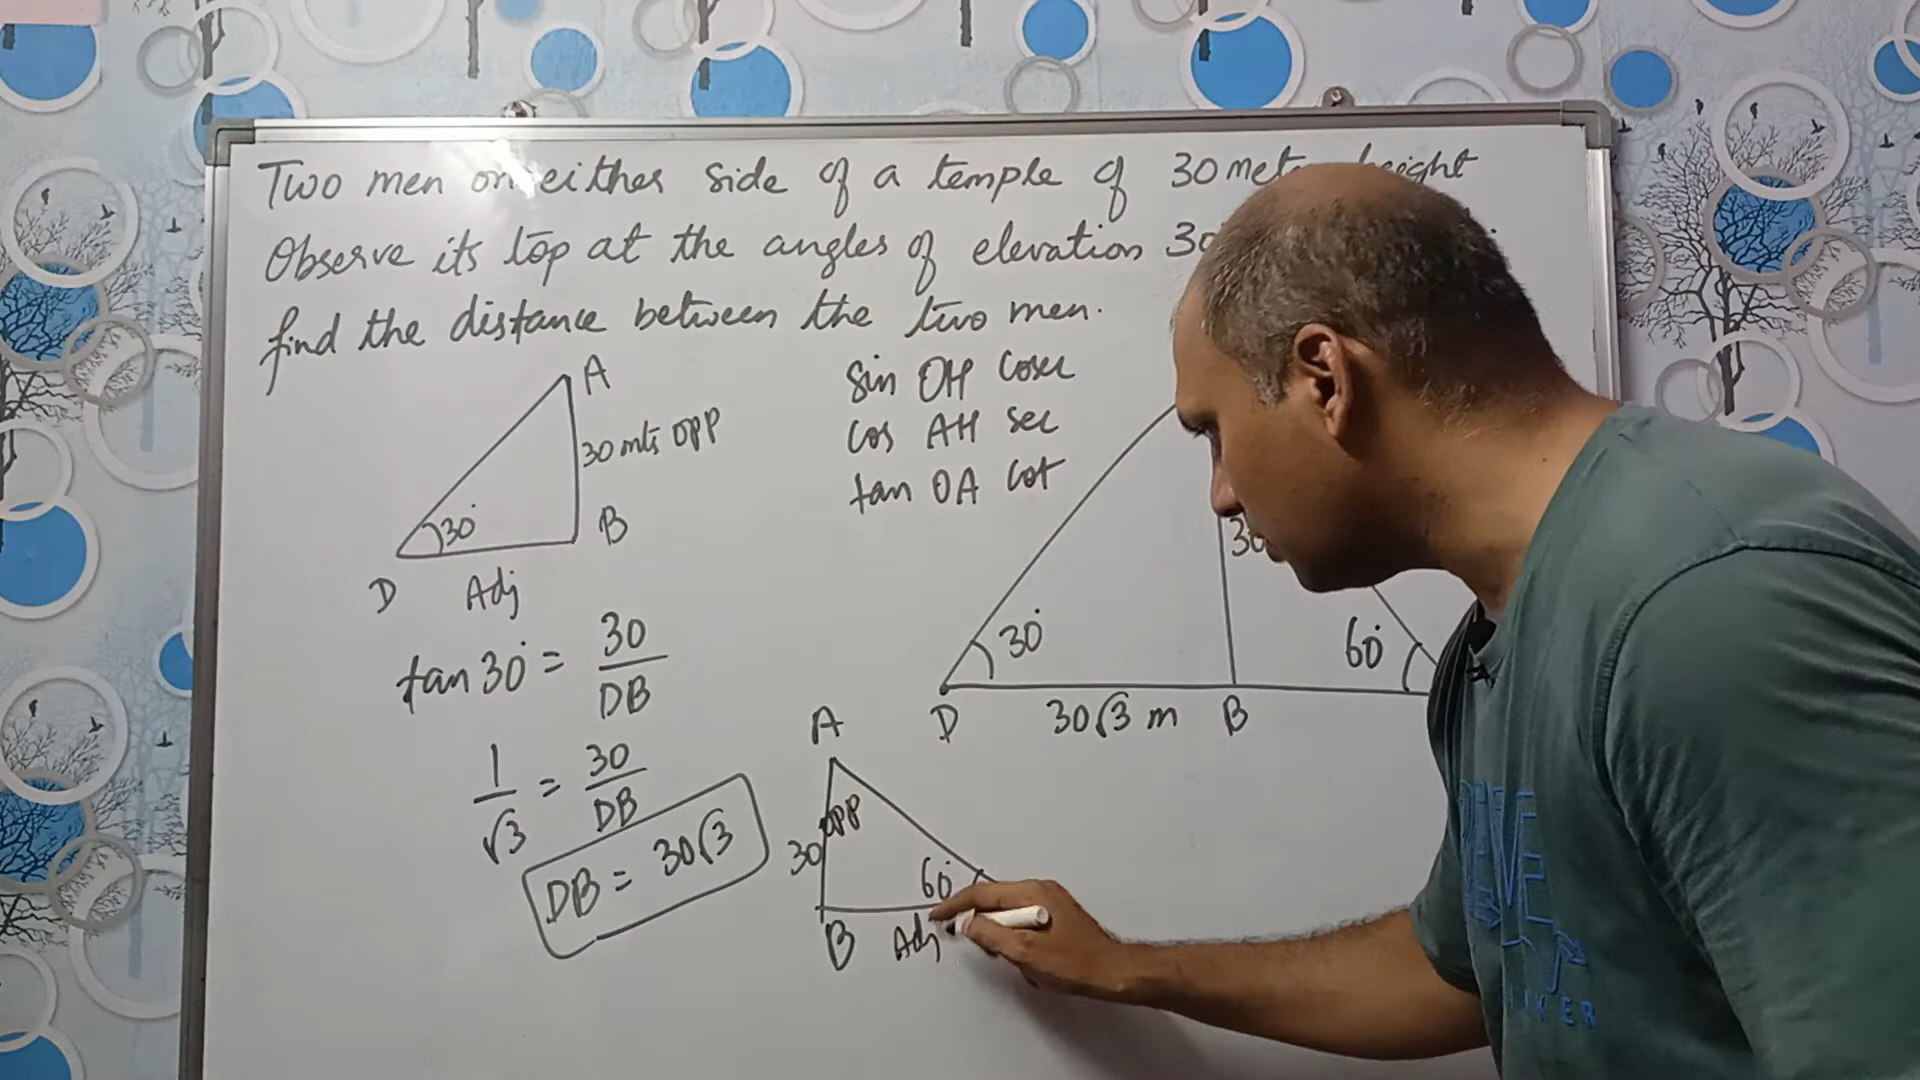 Two men on either side of a temple of 30 height
Observe its top at the angles of elevation
find the distance between the two men.
A
30 mts opp
30°
B
D
Adj
sin OH cosec
cos AH sec
tan OA cot
tan 30° = 30/DB
1/√3 = 30/DB
DB = 30√3
30°
60°
D
30√3 m
B
A
opp
30
60°
B
Adj